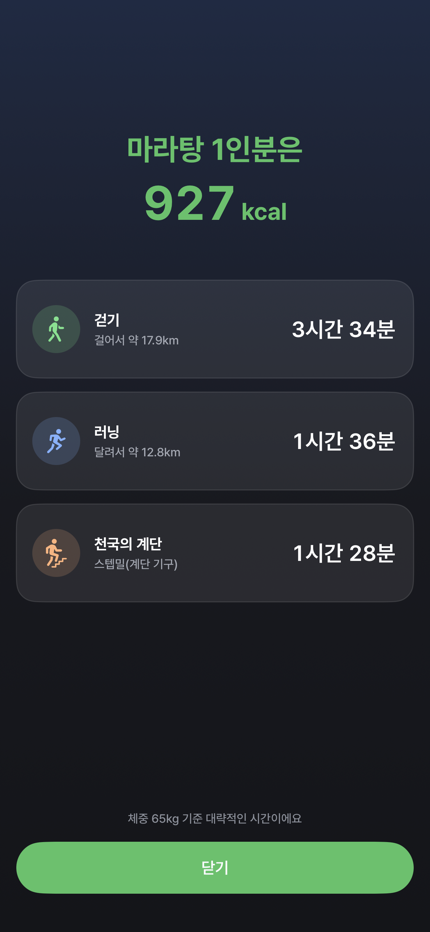 마라탕 1인분은
927 kcal
걷기
걸어서 약 17.9km
3시간 34분
러닝
달려서 약 12.8km
1시간 36분
천국의 계단
스텝밀(계단 기구)
1시간 28분
체중 65kg 기준 대략적인 시간이에요
닫기